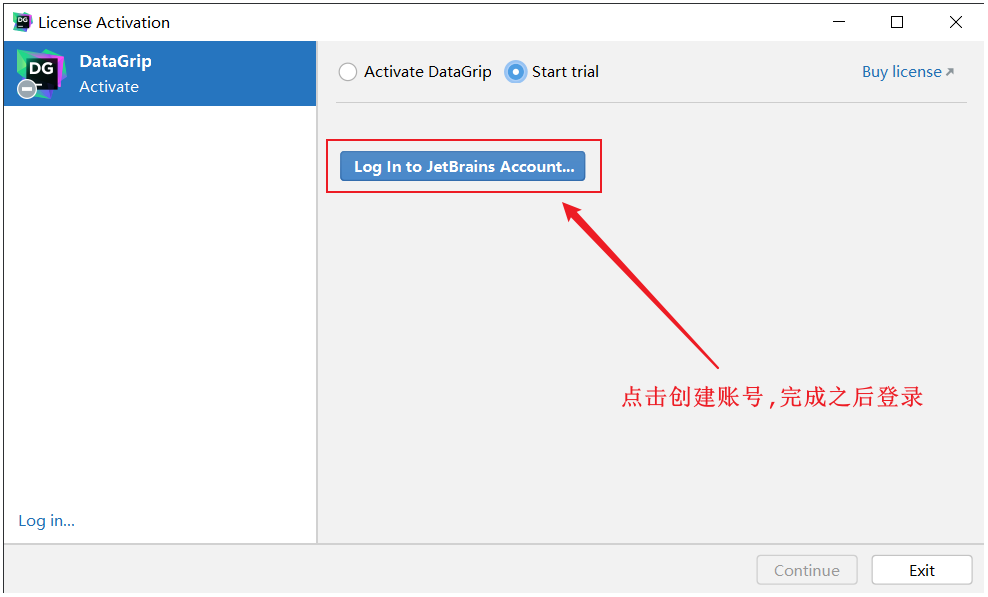 License Activation
DG
DataGrip
Activate
Activate DataGrip
Start trial
Buy license
Log In to JetBrains Account...
点击创建账号,完成之后登录
Log in...
Continue
Exit